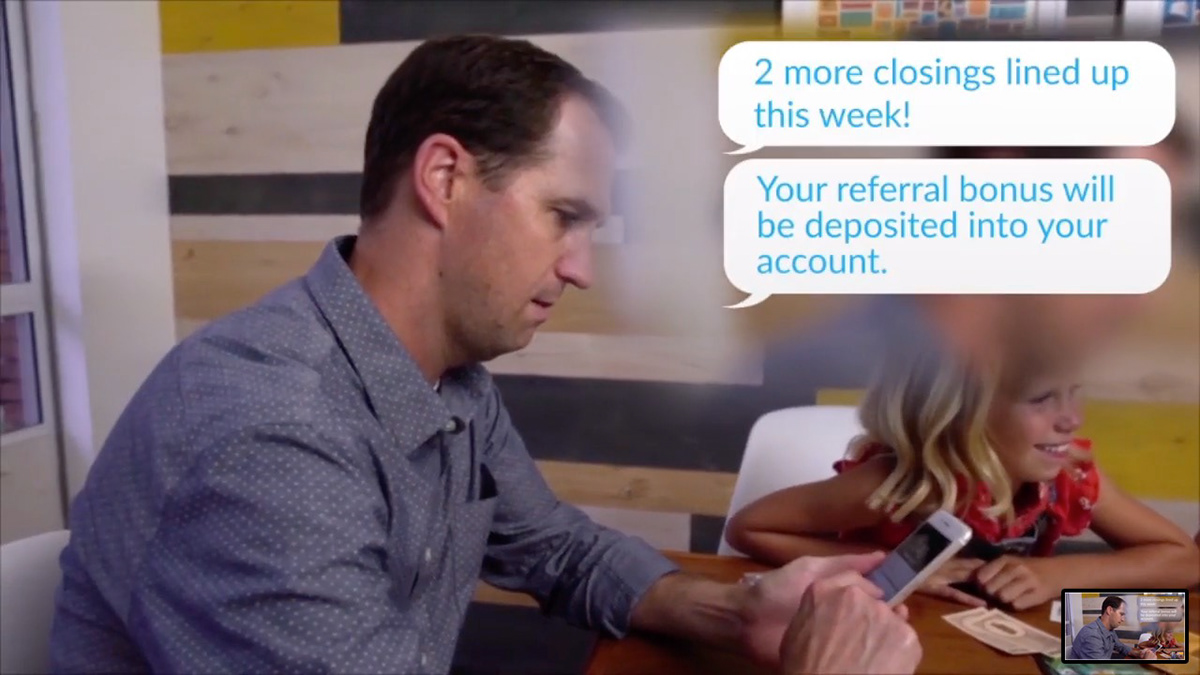 2 more closings lined up
this week!
Your referral bonus will
be deposited into your
account.